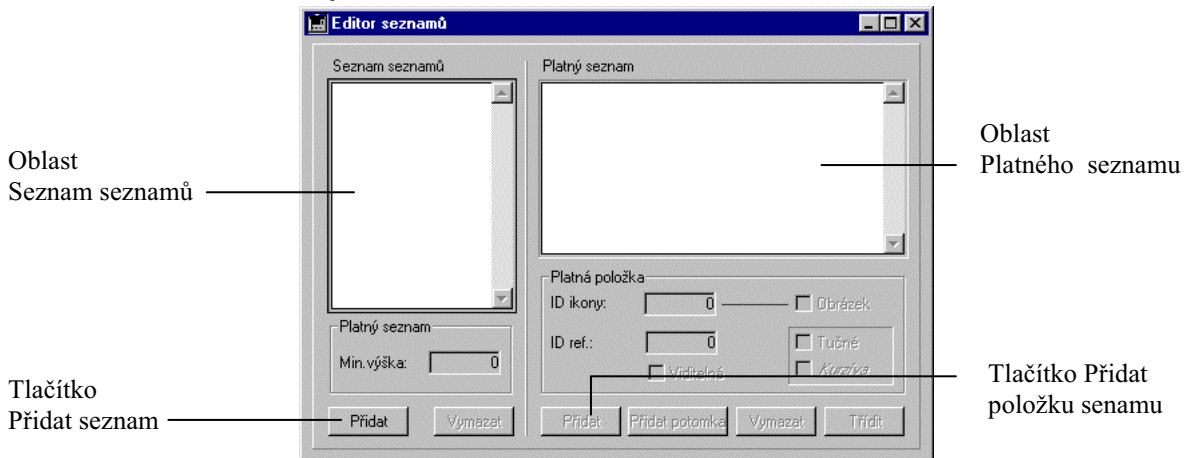 Editor seznamů
Seznam seznamů
Platný seznam
Oblast
Seznam seznamů
Oblast
Platného seznamu
Platná položka
ID ikony: 0 Obrázek
Platný seznam
Min.výška: 0
ID ref.: 0 Tučné
Viditelná Kurzíva
Tlačítko
Přidat seznam
Tlačítko Přidat
položku senamu
Přidat Vymazat Přidat Přidat potomka Vymazat Třídit